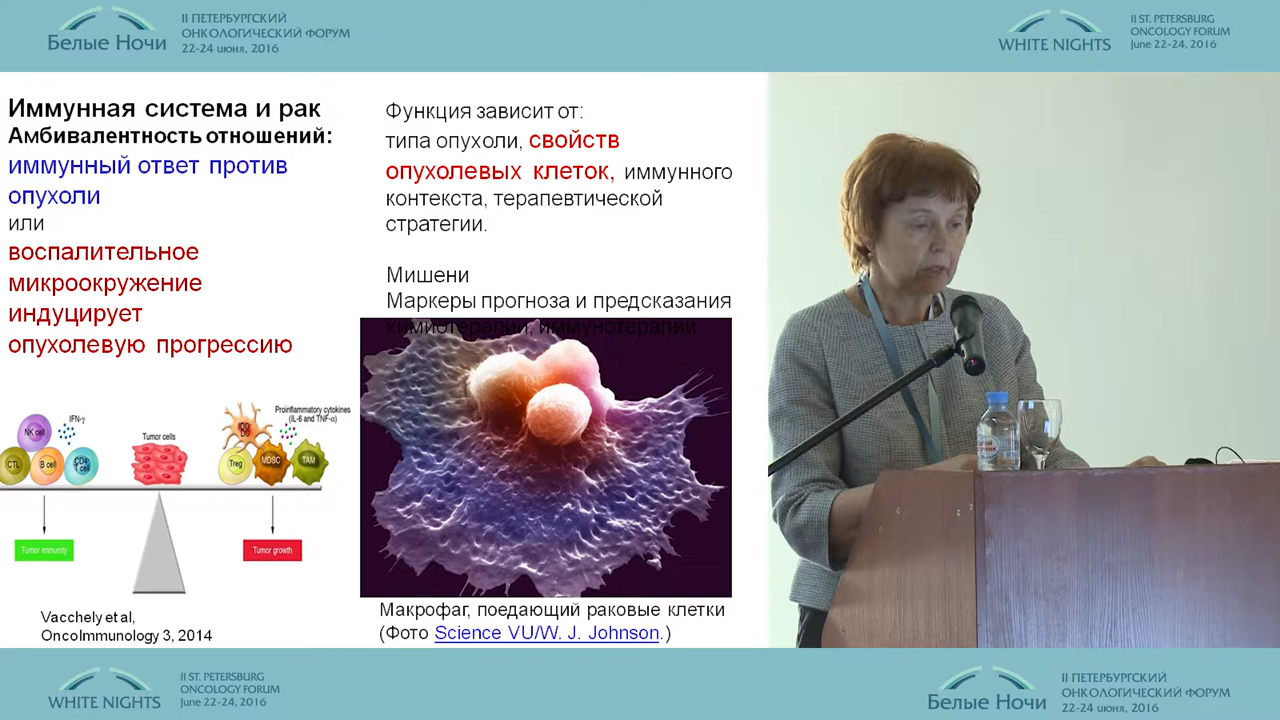 Белые Ночи
II ПЕТЕРБУРГСКИЙ
ОНКОЛОГИЧЕСКИЙ ФОРУМ
22-24 июня, 2016
WHITE NIGHTS
II ST. PETERSBURG
ONCOLOGY FORUM
June 22-24, 2016
Иммунная система и рак
Амбивалентность отношений:
иммунный ответ против
опухоли
или
воспалительное
микроокружение
индуцирует
опухолевую прогрессию
Функция зависит от:
типа опухоли, свойств
опухолевых клеток, иммунного
контекста, терапевтической
стратегии.
Мишени
Маркеры прогноза и предсказания
химиотерапии, иммунотерапии
IFN-γ
NK cell
CTL
B cell
CD4+
T cell
Tumor cells
Proinflammatory cytokines
(IL-6 and TNF-α)
Treg
MDSC
TAM
Tumor immunity
Tumor growth
Vacchely et al,
OncoImmunology 3, 2014
Макрофаг, поедающий раковые клетки
(Фото Science VU/W. J. Johnson.)
WHITE NIGHTS
II ST. PETERSBURG
ONCOLOGY FORUM
June 22-24, 2016
Белые Ночи
II ПЕТЕРБУРГСКИЙ
ОНКОЛОГИЧЕСКИЙ ФОРУМ
22-24 июня, 2016